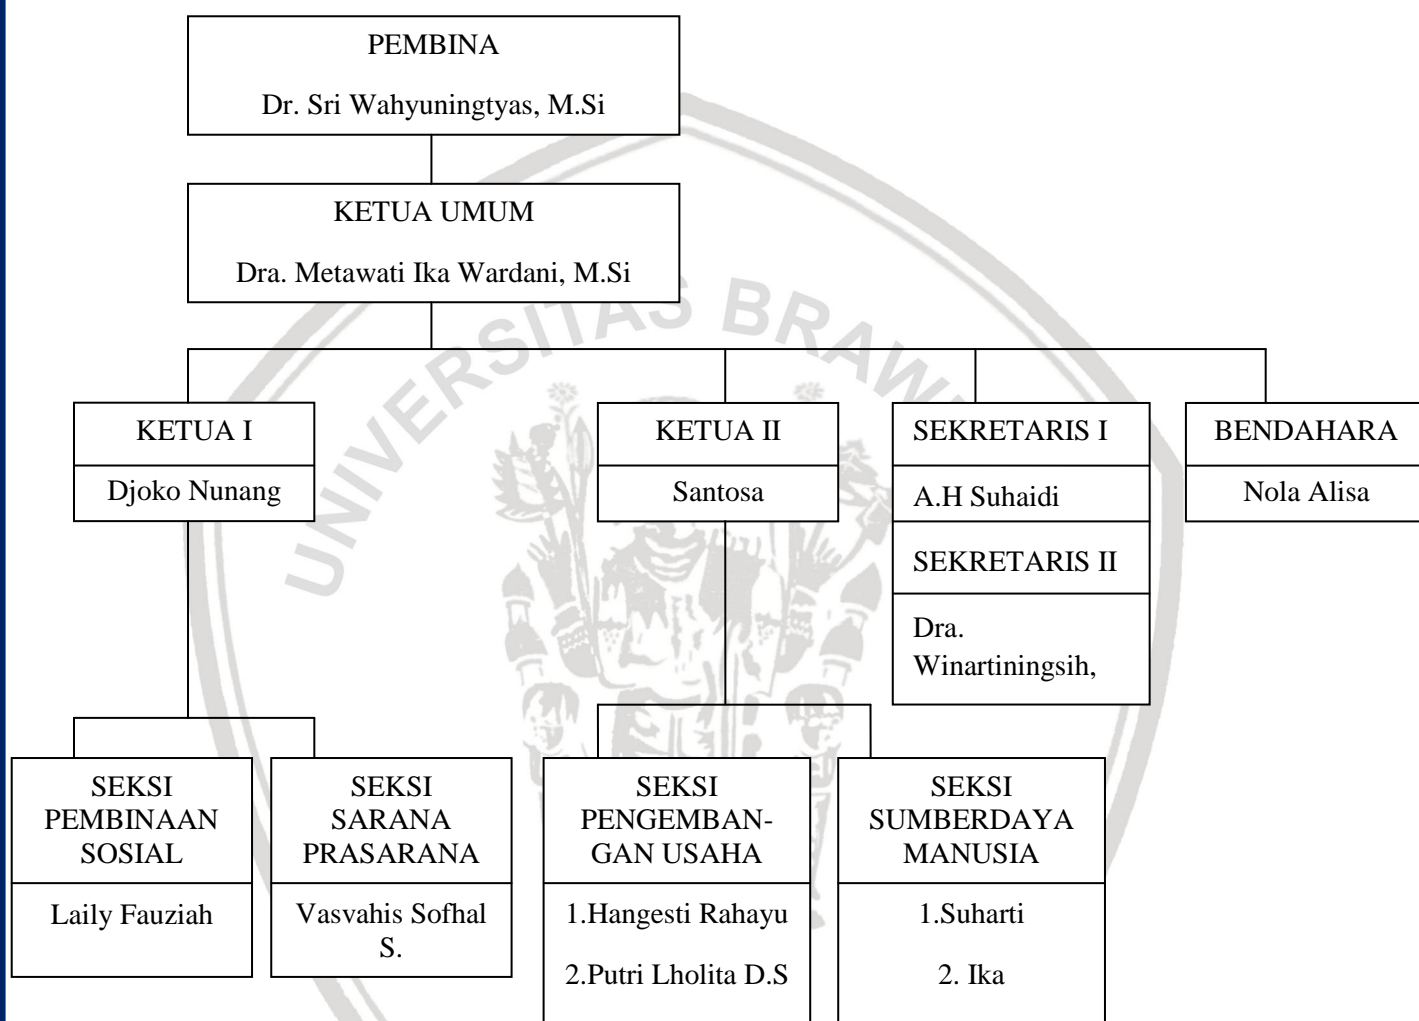 PEMBINA
Dr. Sri Wahyuningtyas, M.Si
KETUA UMUM
Dra. Metawati Ika Wardani, M.Si
UNIVERSITAS BRAW
KETUA I
Djoko Nunang
KETUA II
Santosa
SEKRETARIS I
A.H Suhaidi
SEKRETARIS II
Dra.
Winartiningsih,
BENDAHARA
Nola Alisa
SEKSI
PEMBINAAN
SOSIAL
Laily Fauziah
SEKSI
SARANA
PRASARANA
Vasvahis Sofhal
S.
SEKSI
PENGEMBAN-
GAN USAHA
1.Hangesti Rahayu
2.Putri Lholita D.S
SEKSI
SUMBERDAYA
MANUSIA
1.Suharti
2. Ika